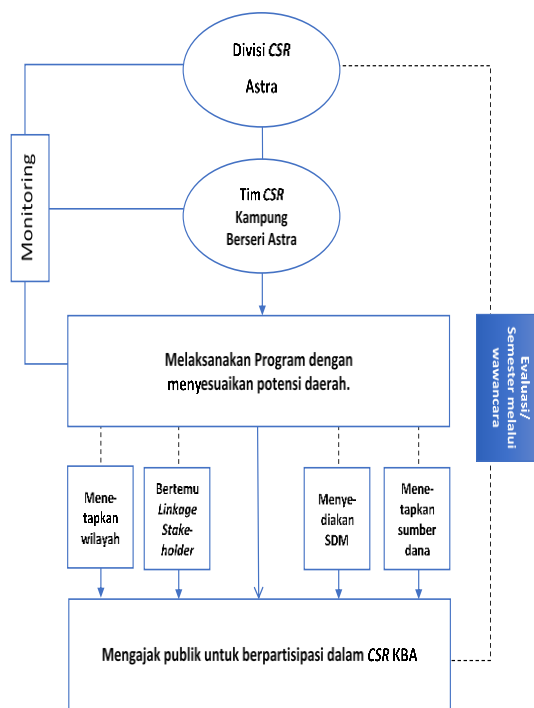 Divisi CSR
Astra
Monitoring
Tim CSR
Kampung
Berseri Astra
Melaksanakan Program dengan
menyesuaikan potensi daerah.
Evaluasi/
Semester melalui
wawancara
Mene-
tapkan
wilayah
Bertemu
Linkage
Stake-
holder
Menye-
diakan
SDM
Mene-
tapkan
sumber
dana
Mengajak publik untuk berpartisipasi dalam CSR KBA